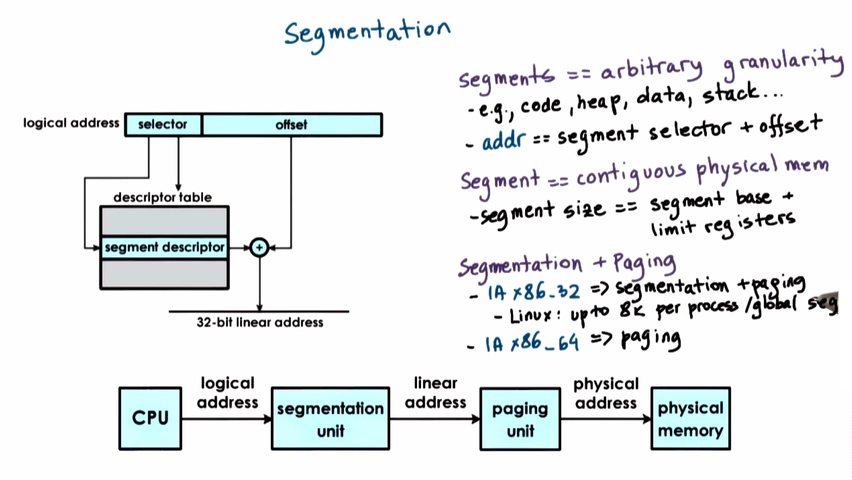 Segmentation
logical address
selector
offset
descriptor table
segment descriptor
+
32-bit linear address
segments == arbitrary granularity
- e.g., code, heap, data, stack...
- addr == segment selector + offset
Segment == contiguous physical mem
- segment size == segment base +
limit registers
Segmentation + Paging
- IA x86_32 => segmentation + paging
- Linux: up to 8K per process / global seg
- IA x86_64 => paging
CPU
logical
address
segmentation
unit
linear
address
paging
unit
physical
address
physical
memory